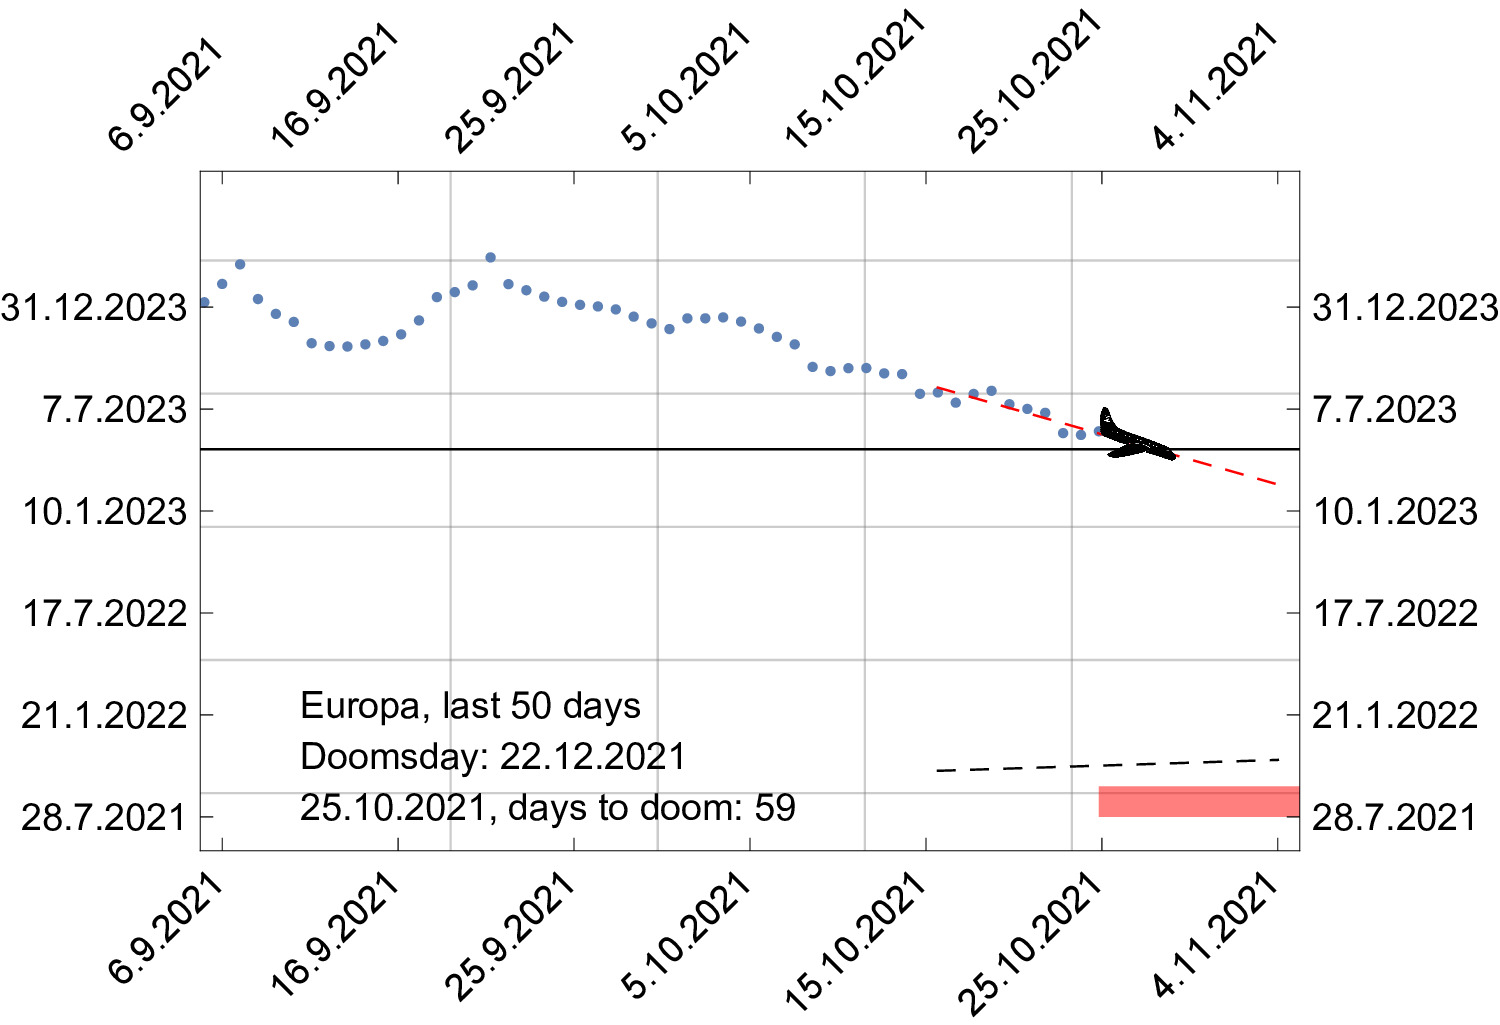 6.9.2021 16.9.2021 25.9.2021 5.10.2021 15.10.2021 25.10.2021 4.11.2021
31.12.2023 31.12.2023
7.7.2023 7.7.2023
10.1.2023 10.1.2023
17.7.2022 17.7.2022
Europa, last 50 days
21.1.2022 21.1.2022
Doomsday: 22.12.2021
28.7.2021 25.10.2021, days to doom: 59 28.7.2021
6.9.2021 16.9.2021 25.9.2021 5.10.2021 15.10.2021 25.10.2021 4.11.2021